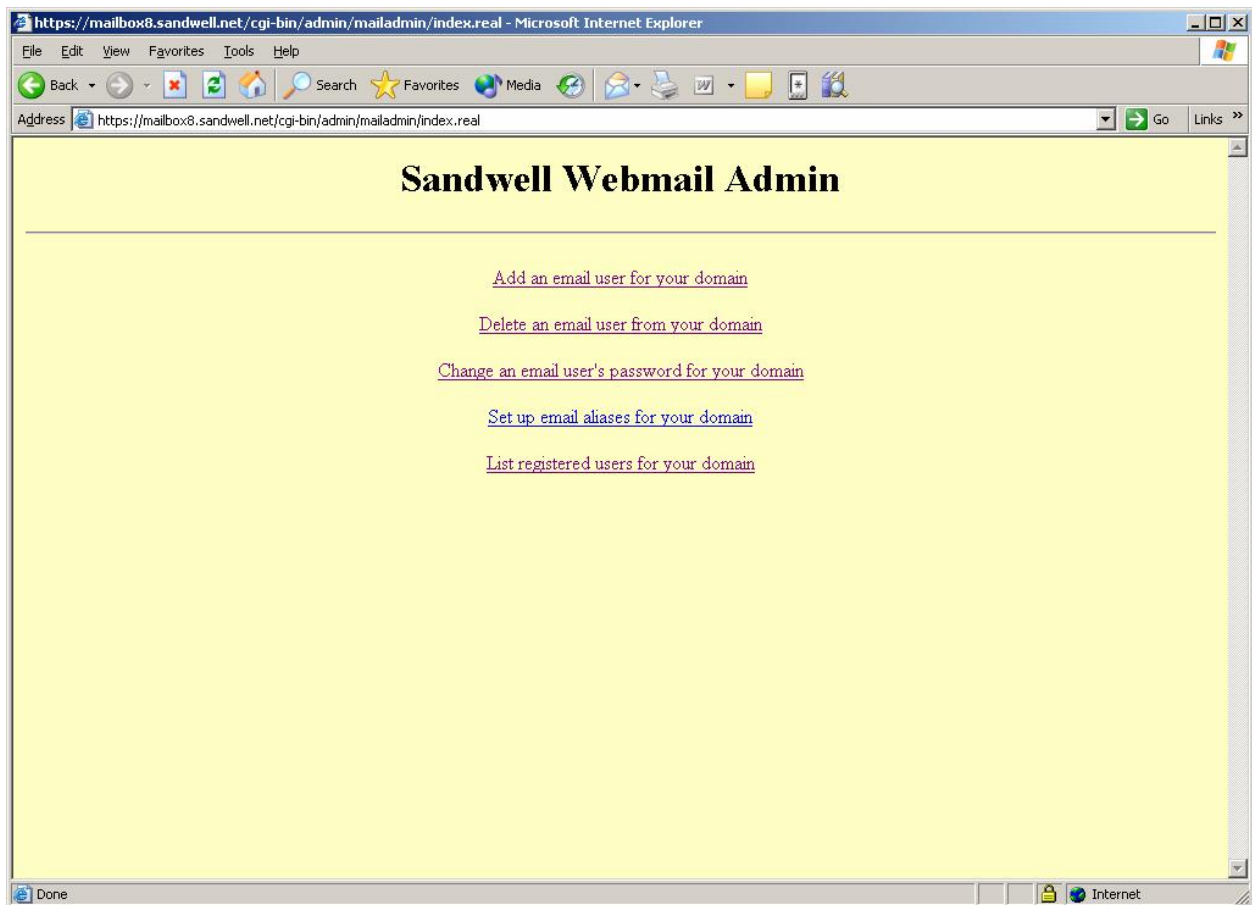 https://mailbox8.sandwell.net/cgi-bin/admin/mailadmin/index.real - Microsoft Internet Explorer
File Edit View Favorites Tools Help
Back Search Favorites Media
Address https://mailbox8.sandwell.net/cgi-bin/admin/mailadmin/index.real Go Links »
Sandwell Webmail Admin
Add an email user for your domain
Delete an email user from your domain
Change an email user's password for your domain
Set up email aliases for your domain
List registered users for your domain
Done Internet